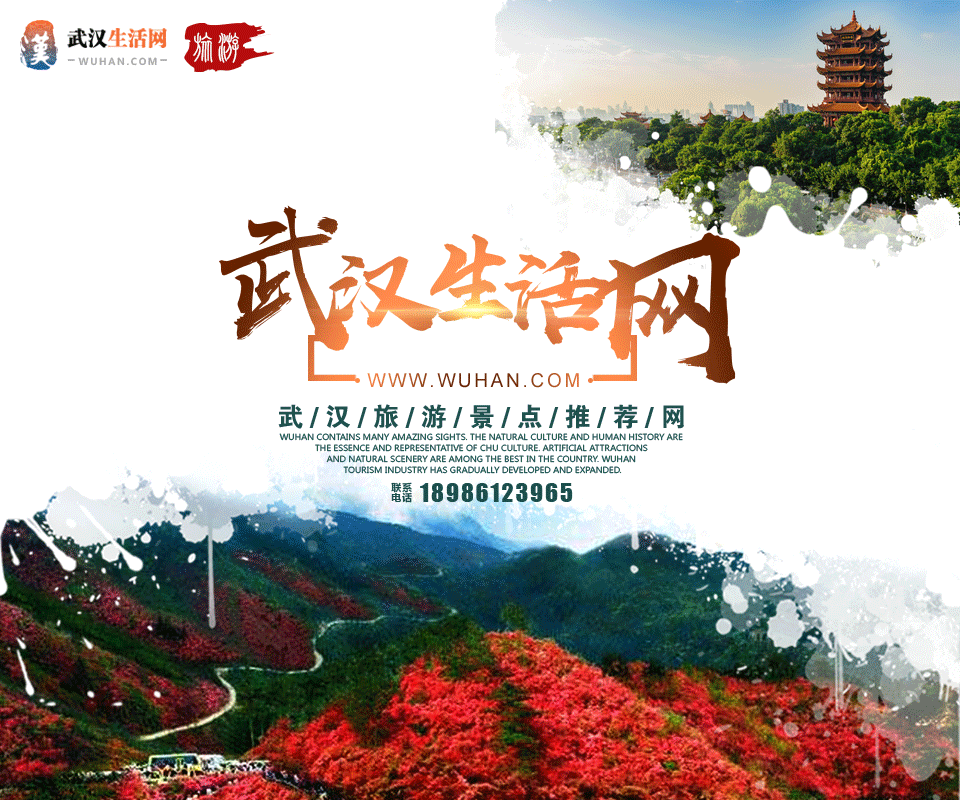 漢 武汉生活网 旅游
WUHAN.COM
武汉生活网
WWW.WUHAN.COM
武/汉/旅/游/景/点/推/荐/网
WUHAN CONTAINS MANY AMAZING SIGHTS. THE NATURAL CULTURE AND HUMAN HISTORY ARE
THE ESSENCE AND REPRESENTATIVE OF CHU CULTURE. ARTIFICIAL ATTRACTIONS
AND NATURAL SCENERY ARE AMONG THE BEST IN THE COUNTRY. WUHAN
TOURISM INDUSTRY HAS GRADUALLY DEVELOPED AND EXPANDED.
联系电话 18986123965